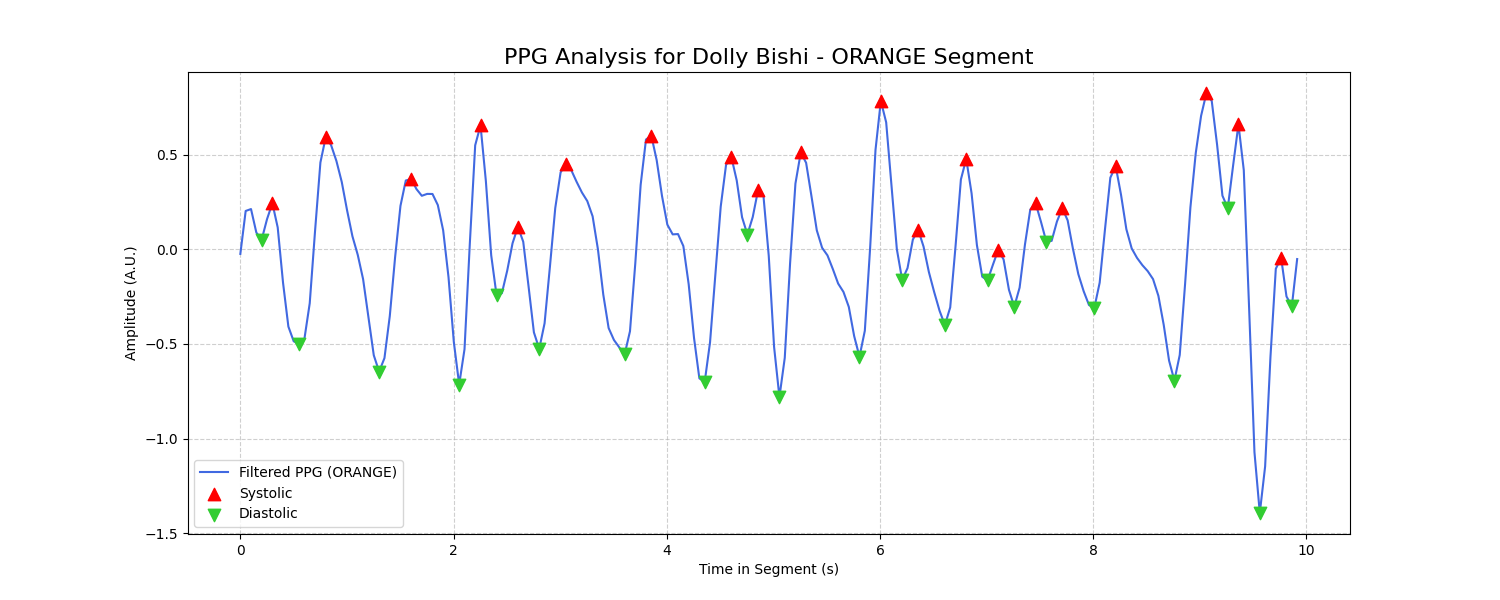 PPG Analysis for Dolly Bishi - ORANGE Segment
Amplitude (A.U.)
0.5
0.0
−0.5
−1.0
−1.5
Filtered PPG (ORANGE)
Systolic
Diastolic
0 2 4 6 8 10
Time in Segment (s)